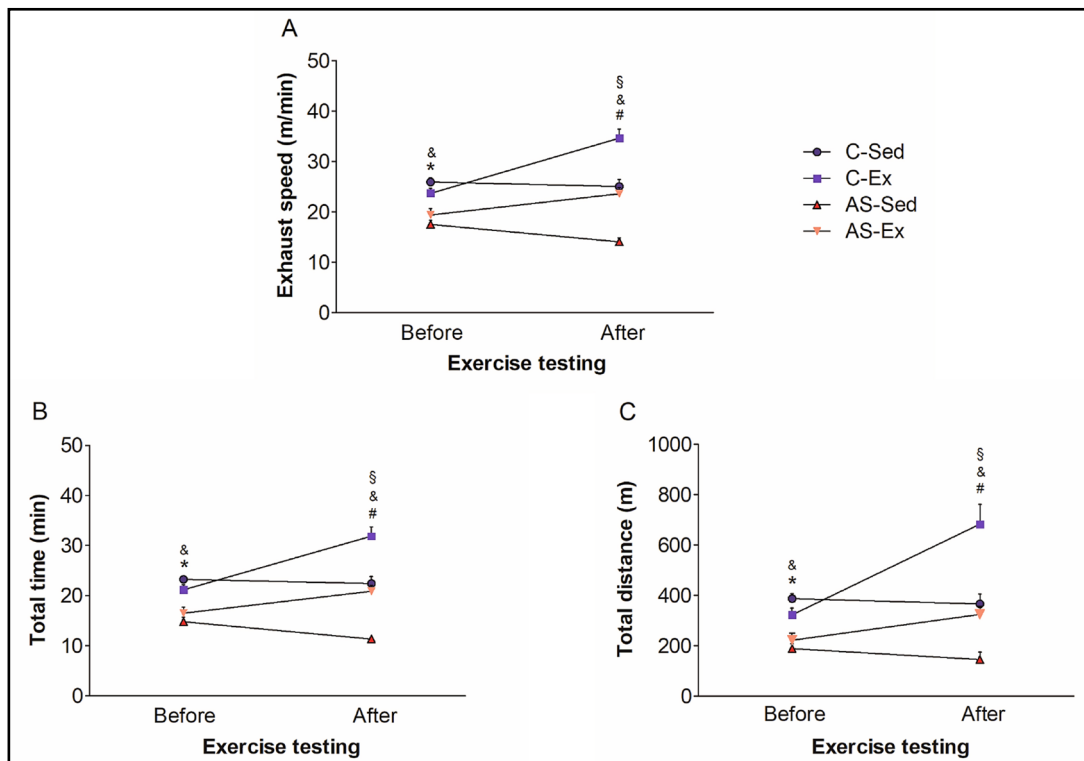 A
Exhaust speed (m/min)
50
40
30
20
10
0
&
*
§
&
#
Before
After
Exercise testing
C-Sed
C-Ex
AS-Sed
AS-Ex
B
Total time (min)
50
40
30
20
10
0
&
*
§
&
#
Before
After
Exercise testing
C
Total distance (m)
1000
800
600
400
200
0
&
*
§
&
#
Before
After
Exercise testing